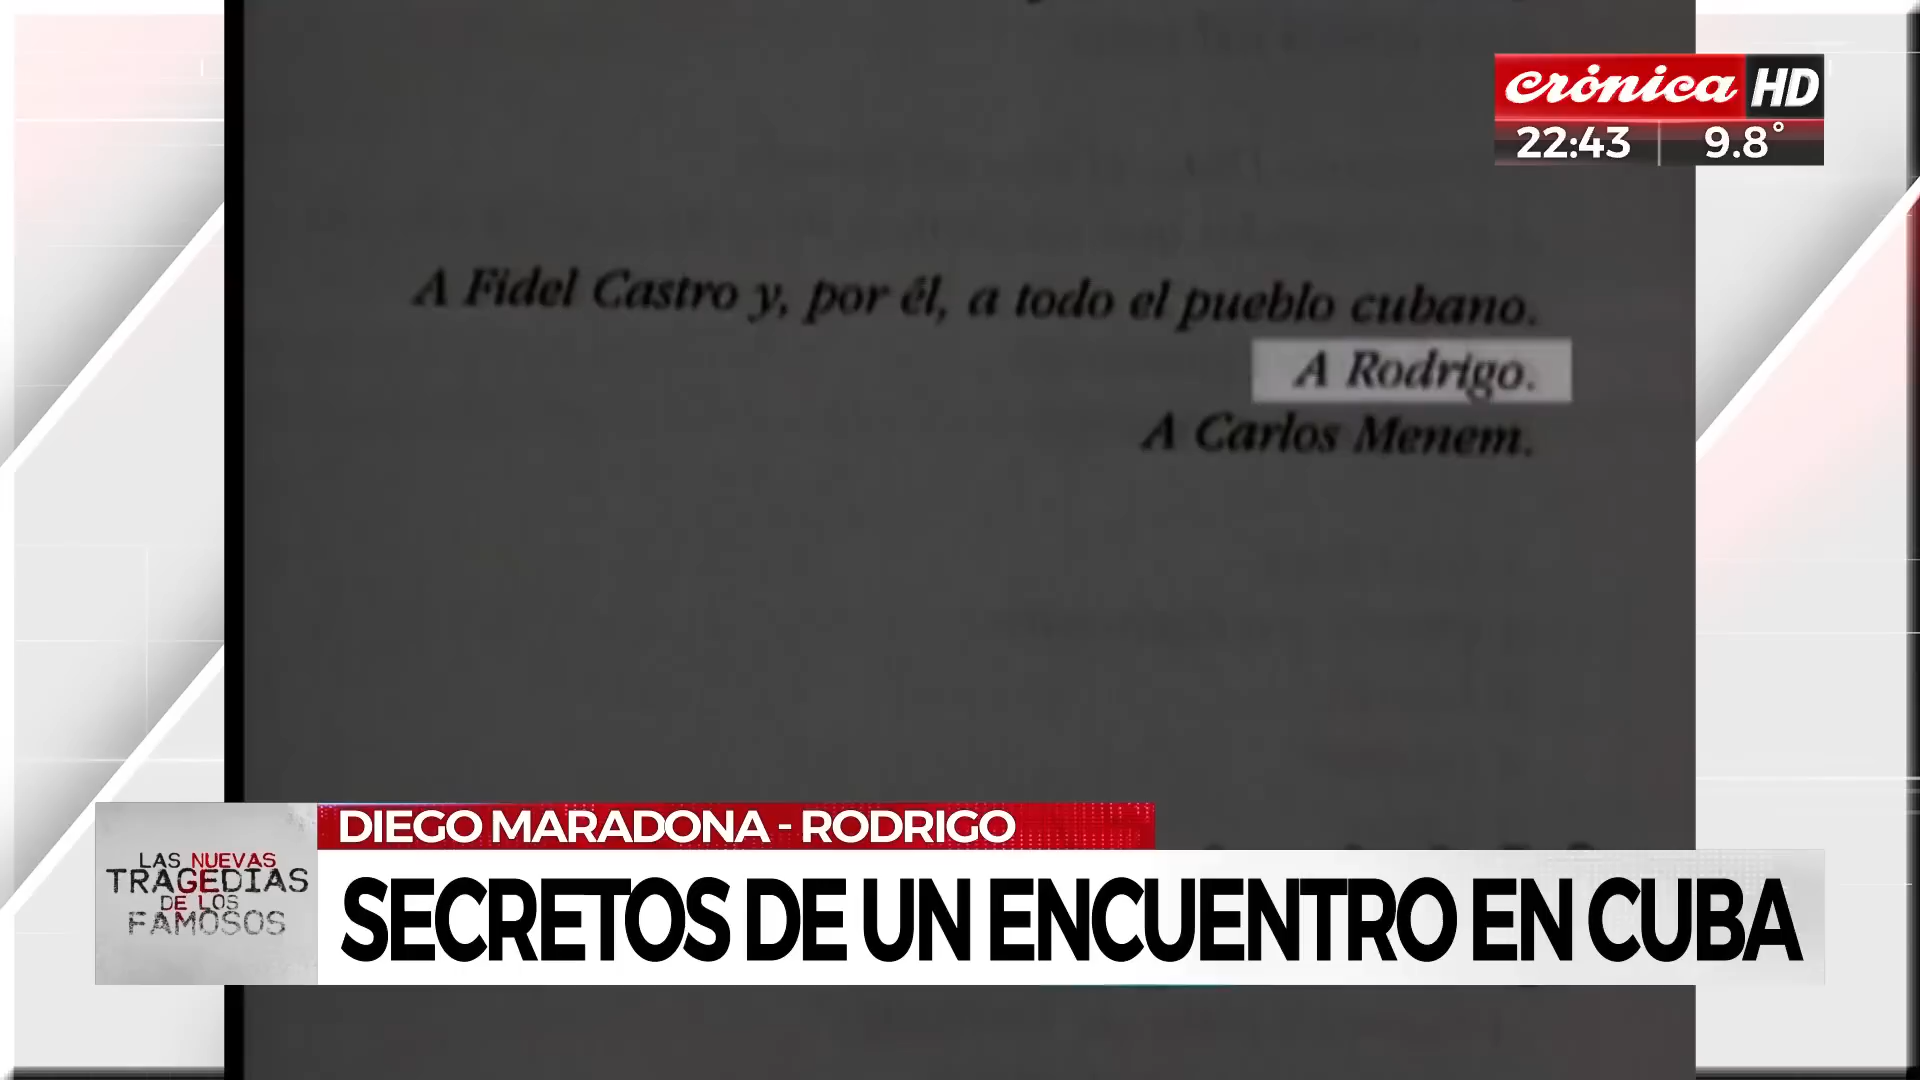 crónica HD
22:43 9.8°
A Fidel Castro y, por él, a todo el pueblo cubano.
A Rodrigo.
A Carlos Menem.
DIEGO MARADONA - RODRIGO
LAS NUEVAS
TRAGEDIAS
DE LOS
FAMOSOS
SECRETOS DE UN ENCUENTRO EN CUBA